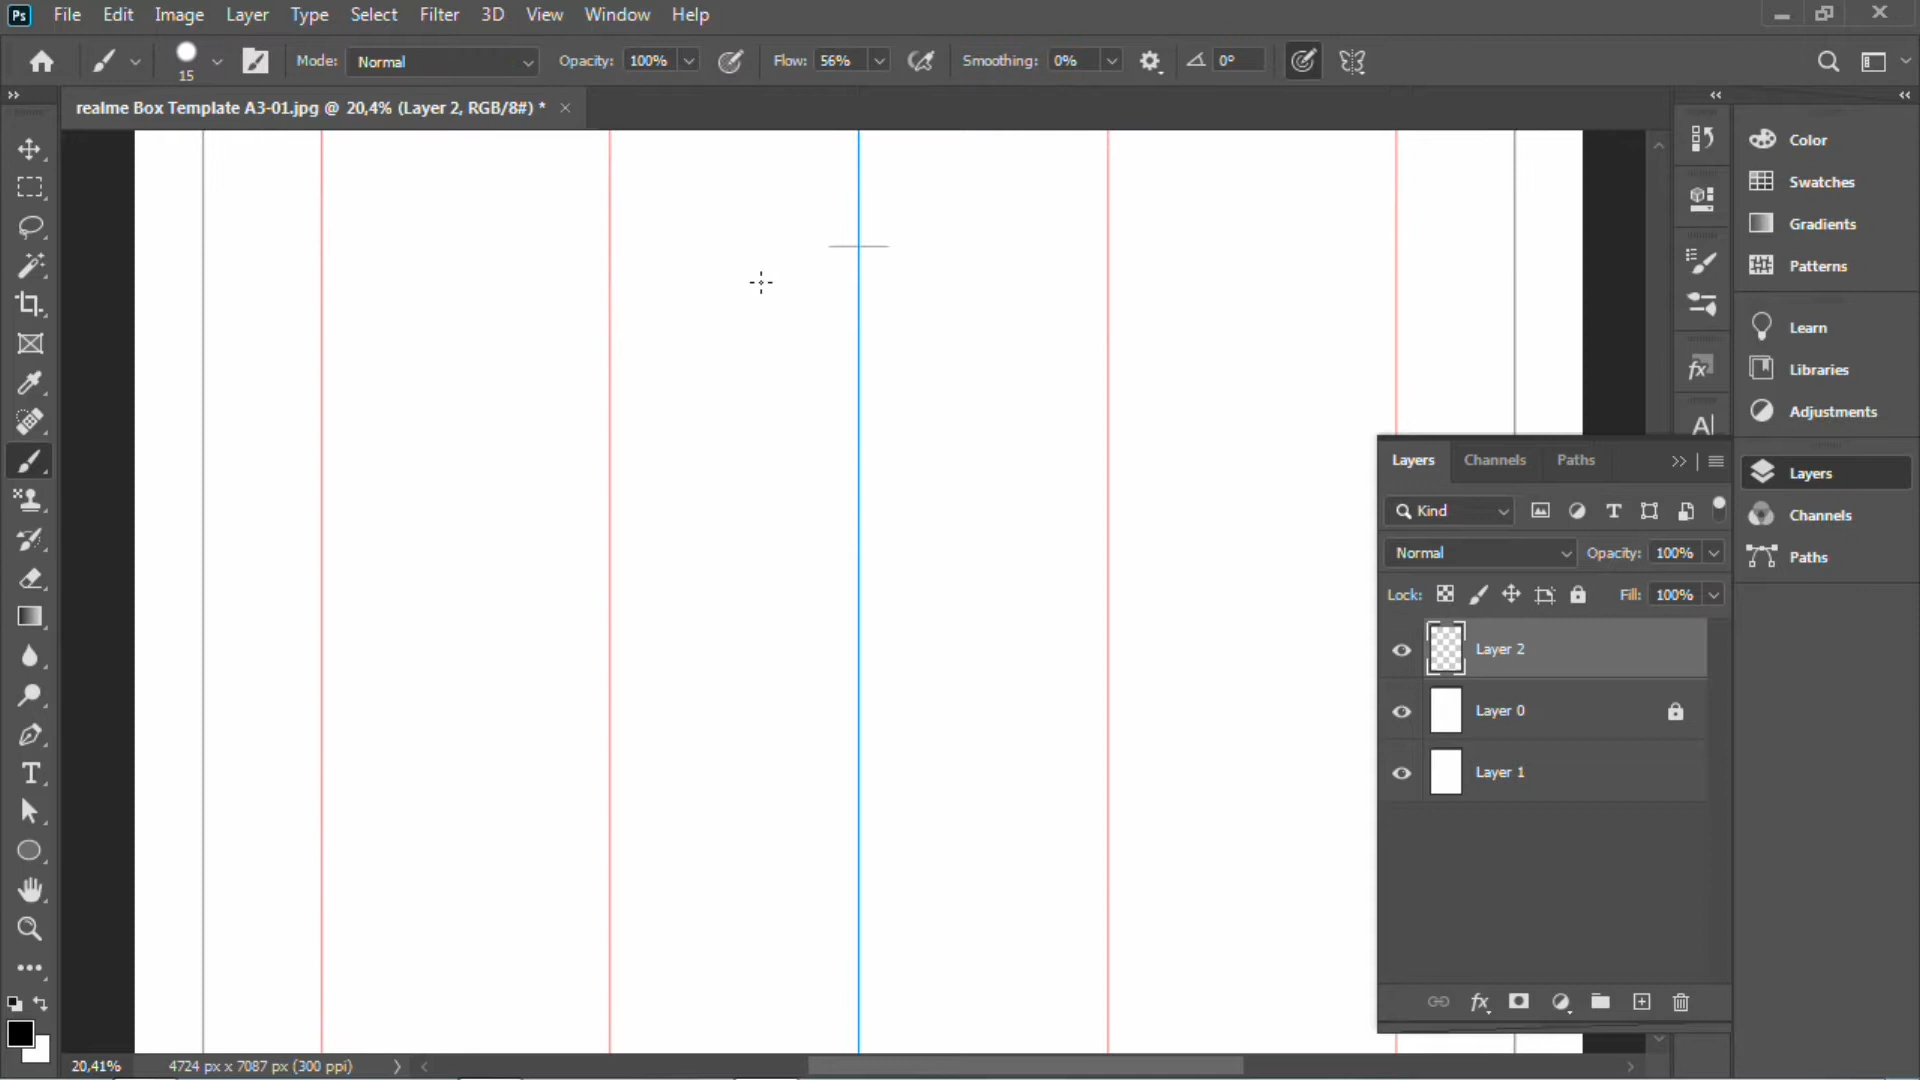 Ps File Edit Image Layer Type Select Filter 3D View Window Help
15 Mode: Normal Opacity: 100% Flow: 56% Smoothing: 0% 0°
realme Box Template A3-01.jpg @ 20,4% (Layer 2, RGB/8#) *
Color
Swatches
Gradients
Patterns
Learn
Libraries
Adjustments
Layers
Channels
Paths
Layers Channels Paths
Kind
Normal Opacity: 100%
Lock: Fill: 100%
Layer 2
Layer 0
Layer 1
fx
A
fx
20,41% 4724 px x 7087 px (300 ppi)